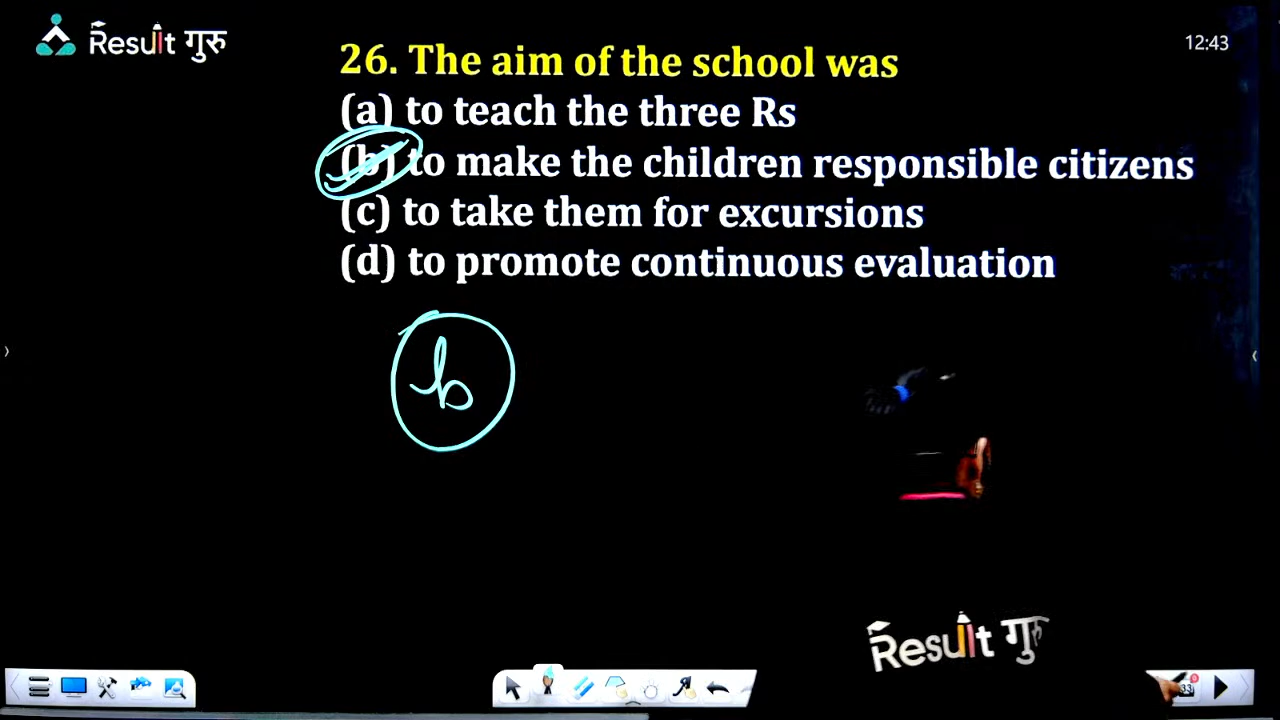 Result गुरु
12:43
26. The aim of the school was
(a) to teach the three Rs
(b) to make the children responsible citizens
(c) to take them for excursions
(d) to promote continuous evaluation
b
Result गुरु
33